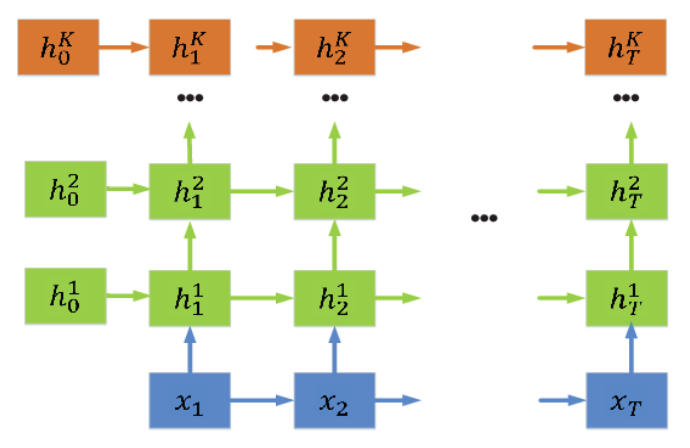 h_0^K h_1^K h_2^K h_T^K
... ... ...
h_0^2 h_1^2 h_2^2 h_T^2
...
h_0^1 h_1^1 h_2^1 h_T^1
x_1 x_2 x_T